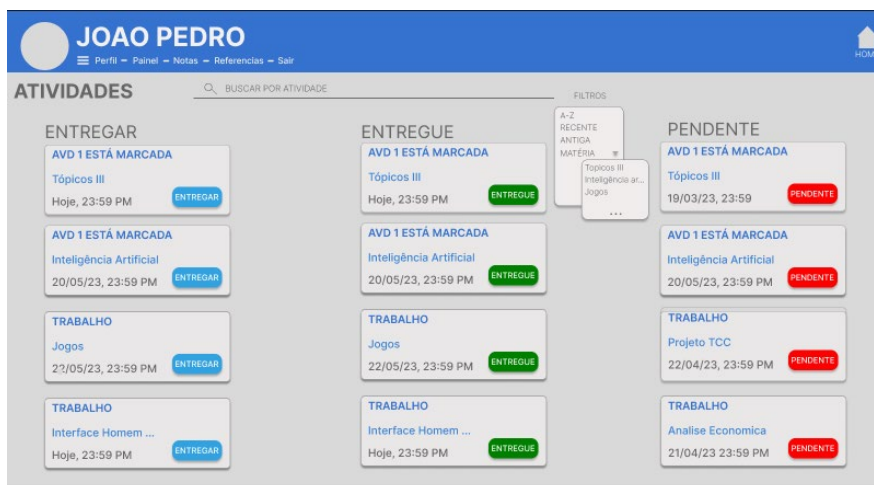 JOAO PEDRO
Perfil - Painel - Notas - Referencias - Sair
HOM
ATIVIDADES
BUSCAR POR ATIVIDADE
FILTROS
A-Z
RECENTE
ANTIGA
MATÉRIA
Topicos III
Inteligência ar...
Jogos
...
ENTREGAR
AVD 1 ESTÁ MARCADA
Tópicos III
Hoje, 23:59 PM
ENTREGAR
AVD 1 ESTÁ MARCADA
Inteligência Artificial
20/05/23, 23:59 PM
ENTREGAR
TRABALHO
Jogos
22/05/23, 23:59 PM
ENTREGAR
TRABALHO
Interface Homem ...
Hoje, 23:59 PM
ENTREGAR
ENTREGUE
AVD 1 ESTÁ MARCADA
Tópicos III
Hoje, 23:59 PM
ENTREGUE
AVD 1 ESTÁ MARCADA
Inteligência Artificial
20/05/23, 23:59 PM
ENTREGUE
TRABALHO
Jogos
22/05/23, 23:59 PM
ENTREGUE
TRABALHO
Interface Homem ...
Hoje, 23:59 PM
ENTREGUE
PENDENTE
AVD 1 ESTÁ MARCADA
Tópicos III
19/03/23, 23:59
PENDENTE
AVD 1 ESTÁ MARCADA
Inteligência Artificial
20/05/23, 23:59 PM
PENDENTE
TRABALHO
Projeto TCC
22/04/23, 23:59 PM
PENDENTE
TRABALHO
Analise Economica
21/04/23 23:59 PM
PENDENTE